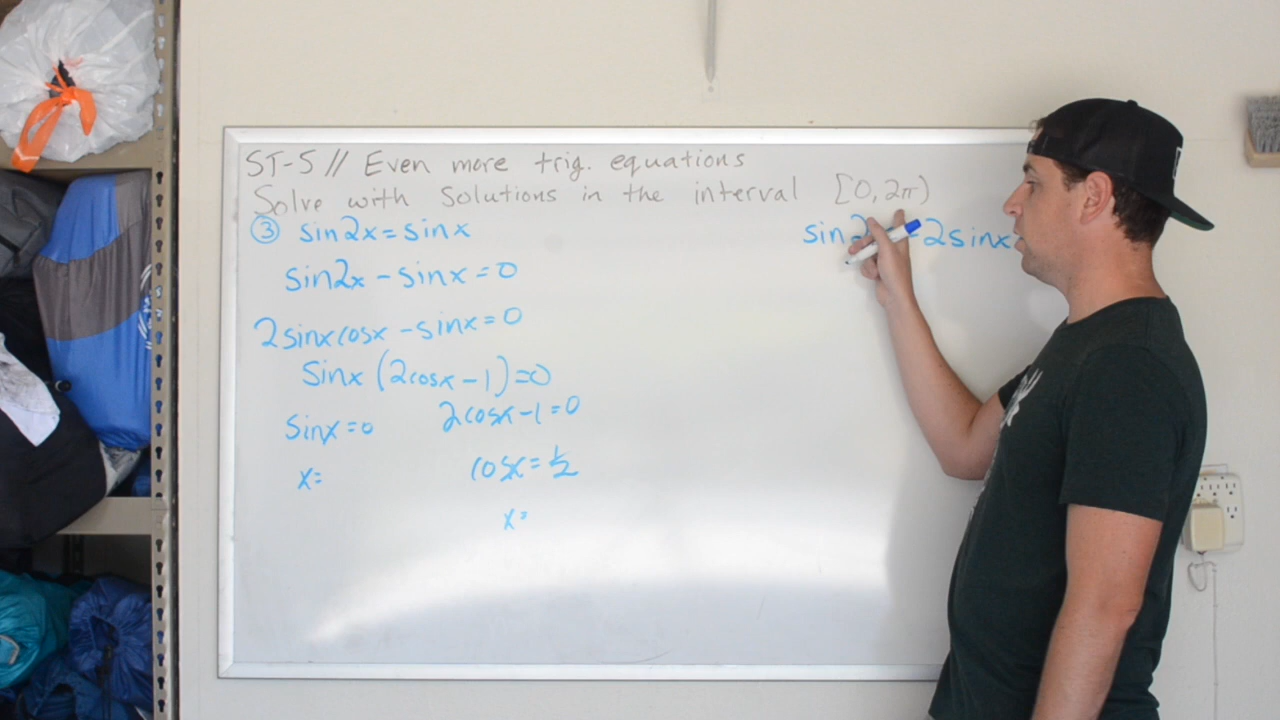 ST-5 // Even more trig. equations
Solve with Solutions in the interval [0, 2π)
③ sin2x = sinx
sin2x - sinx = 0
2sinxcosx - sinx = 0
Sinx (2cosx - 1) = 0
Sinx = 0
2cosx - 1 = 0
x =
cosx = 1/2
x =
sin2 = 2sinx